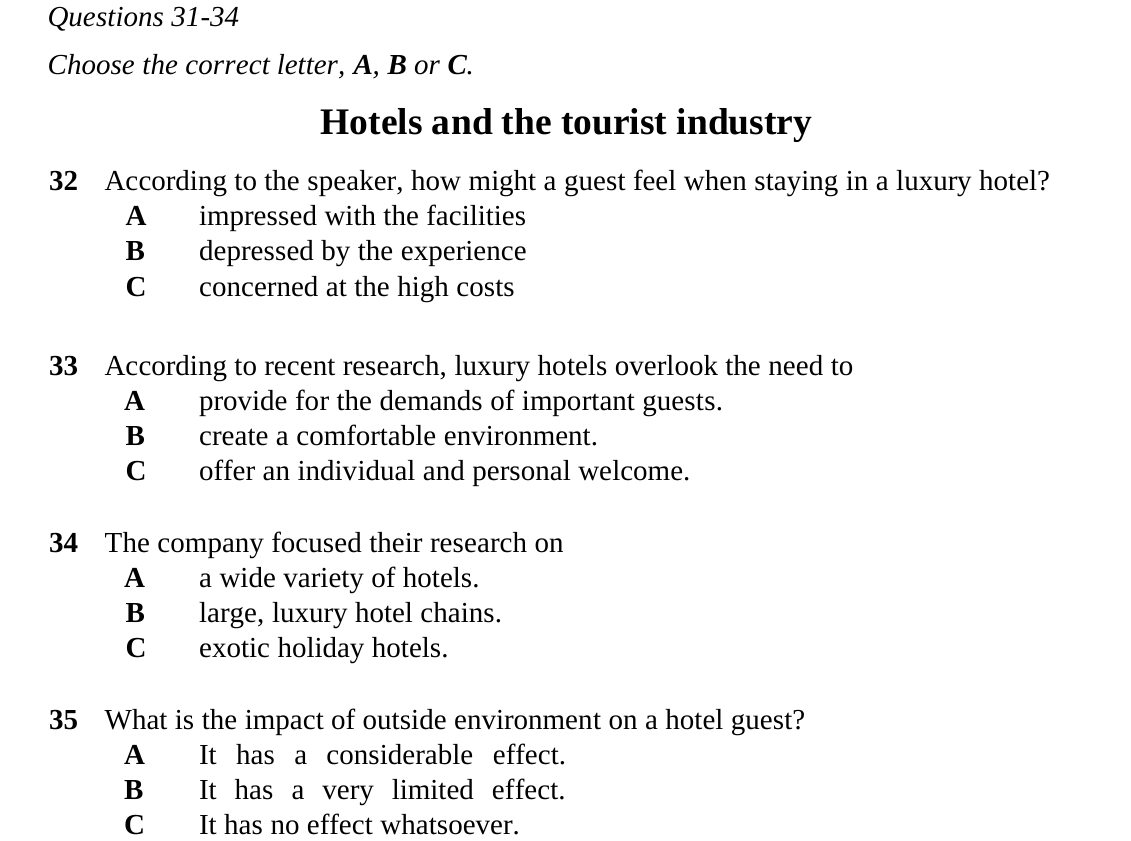 Questions 31-34
Choose the correct letter, A, B or C.
Hotels and the tourist industry
32 According to the speaker, how might a guest feel when staying in a luxury hotel?
A impressed with the facilities
B depressed by the experience
C concerned at the high costs
33 According to recent research, luxury hotels overlook the need to
A provide for the demands of important guests.
B create a comfortable environment.
C offer an individual and personal welcome.
34 The company focused their research on
A a wide variety of hotels.
B large, luxury hotel chains.
C exotic holiday hotels.
35 What is the impact of outside environment on a hotel guest?
A It has a considerable effect.
B It has a very limited effect.
C It has no effect whatsoever.